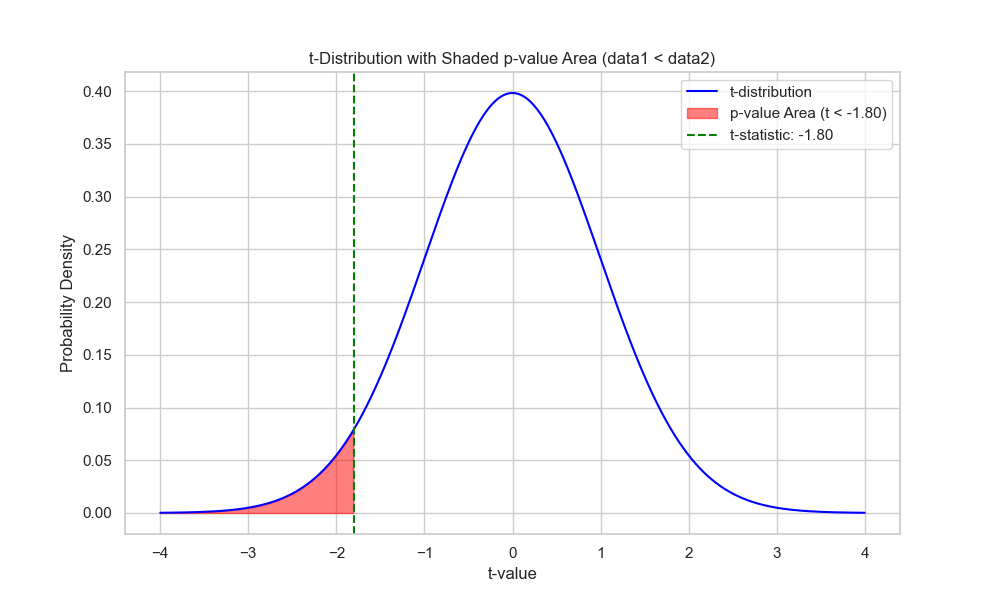 t-Distribution with Shaded p-value Area (data1 < data2)
t-distribution
p-value Area (t < -1.80)
t-statistic: -1.80
Probability Density
0.40
0.35
0.30
0.25
0.20
0.15
0.10
0.05
0.00
−4 −3 −2 −1 0 1 2 3 4
t-value